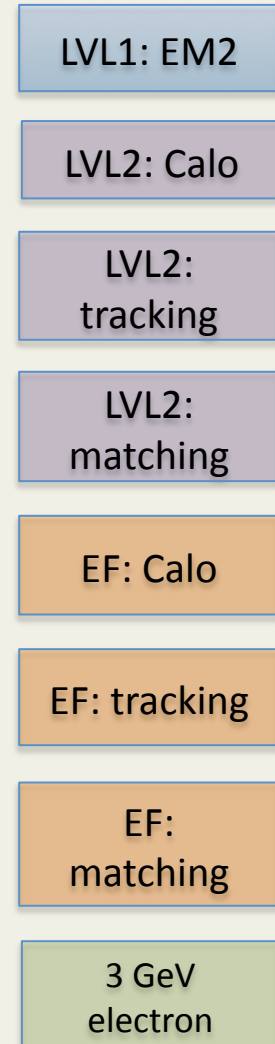 LVL1: EM2
LVL2: Calo
LVL2:
tracking
LVL2:
matching
EF: Calo
EF: tracking
EF:
matching
3 GeV
electron